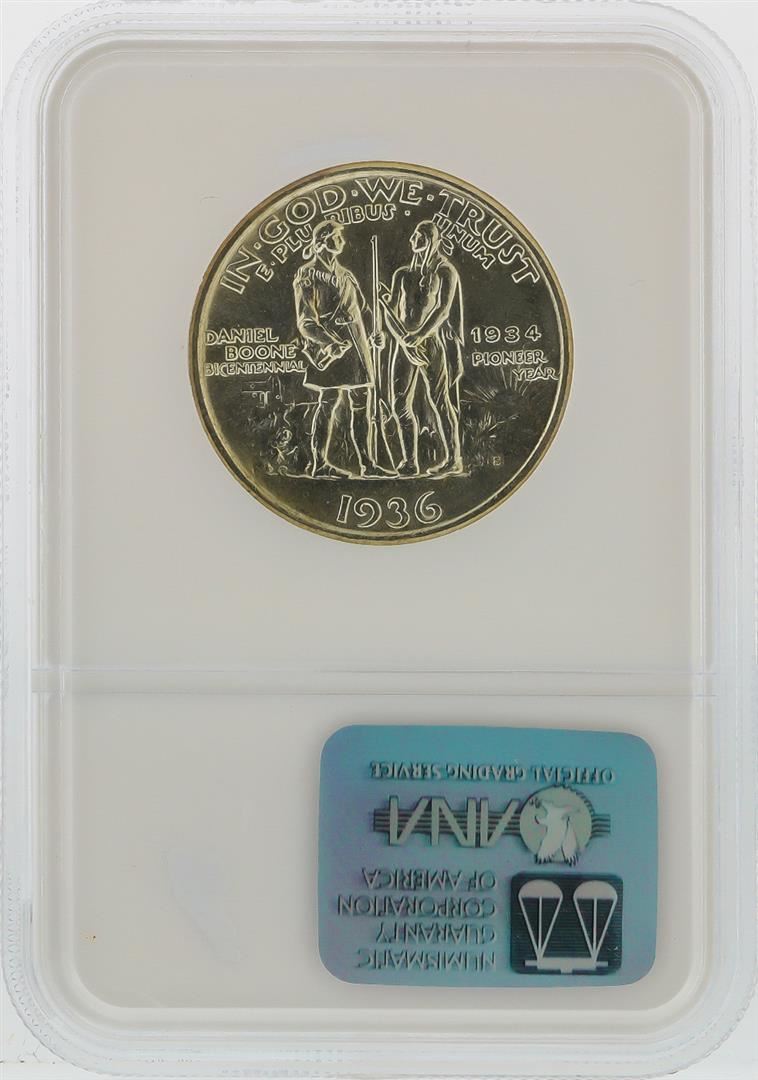 IN · GOD · WE · TRUST
E · PLURIBUS · UNUM
DANIEL
BOONE
BICENTENNIAL
1934
PIONEER
YEAR
1936
NUMISMATIC
GUARANTY
CORPORATION
OF AMERICA
ANA
OFFICIAL GRADING SERVICE